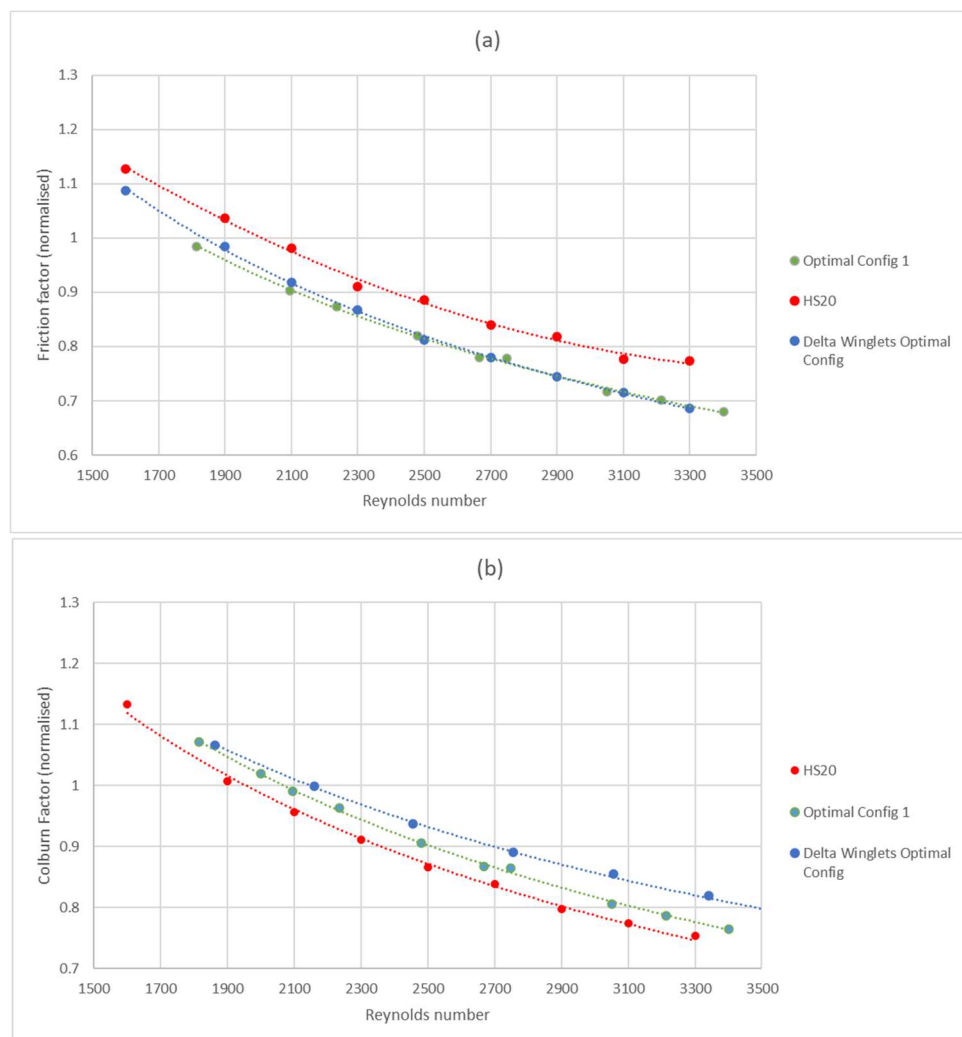 (a)
1.3
1.2
1.1
1
0.9
0.8
0.7
0.6
Friction factor (normalised)
1500 1700 1900 2100 2300 2500 2700 2900 3100 3300 3500
Reynolds number
Optimal Config 1
HS20
Delta Winglets Optimal
Config
(b)
1.3
1.2
1.1
1
0.9
0.8
0.7
Colburn Factor (normalised)
1500 1700 1900 2100 2300 2500 2700 2900 3100 3300 3500
Reynolds number
HS20
Optimal Config 1
Delta Winglets Optimal
Config